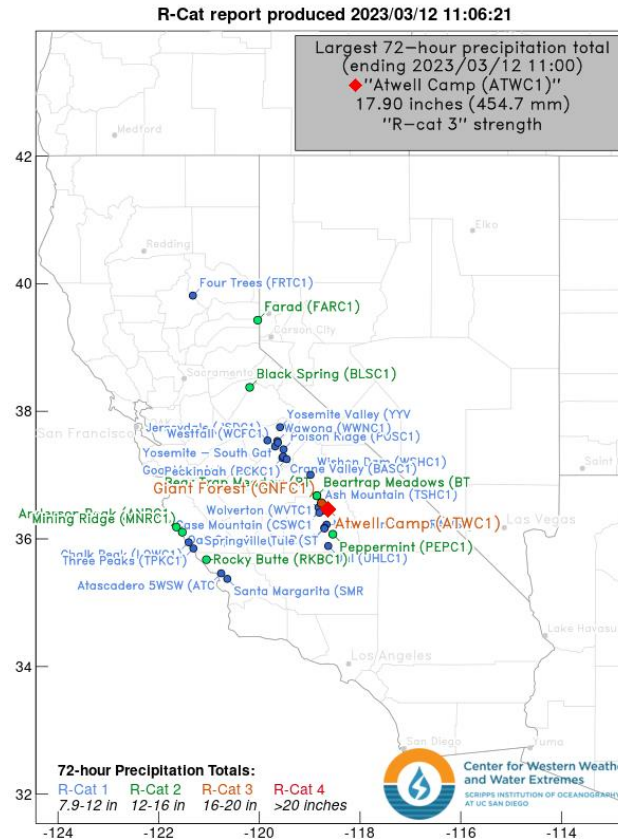 R-Cat report produced 2023/03/12 11:06:21
Largest 72-hour precipitation total
(ending 2023/03/12 11:00)
"Atwell Camp (ATWC1)"
17.90 inches (454.7 mm)
"R-cat 3" strength
Medford
42
Elko
Redding
40
Four Trees (FRTC1)
Farad (FARC1)
Carson City
Sacramento
Black Spring (BLSC1)
38
Yosemite Valley (YYV
Wawona (WWNC1)
San Francisco
Westfall (WCFC1)
Yosemite - South Gat
Saint
Peckinbah (PCKC1)
Crane Valley (BASC1)
Giant Forest (GNFC1)
Beartrap Meadows (BT
Ash Mountain (TSHC1)
Wolverton (WVTC1)
Mining Ridge (MNRC1)
Case Mountain (CSWC1
Atwell Camp (ATWC1)
Las Vegas
36
Peppermint (PEPC1)
Three Peaks (TPKC1)
Rocky Butte (RKBC1)
Atascadero 5WSW (ATC
Santa Margarita (SMR
Lake Havasu
34
Los Angeles
San Diego
Yuma
72-hour Precipitation Totals:
R-Cat 1 R-Cat 2 R-Cat 3 R-Cat 4
7.9-12 in 12-16 in 16-20 in >20 inches
Center for Western Weathe
and Water Extremes
SCRIPPS INSTITUTION OF OCEANOGRAPHY
AT UC SAN DIEGO
32
-124 -122 -120 -118 -116 -114